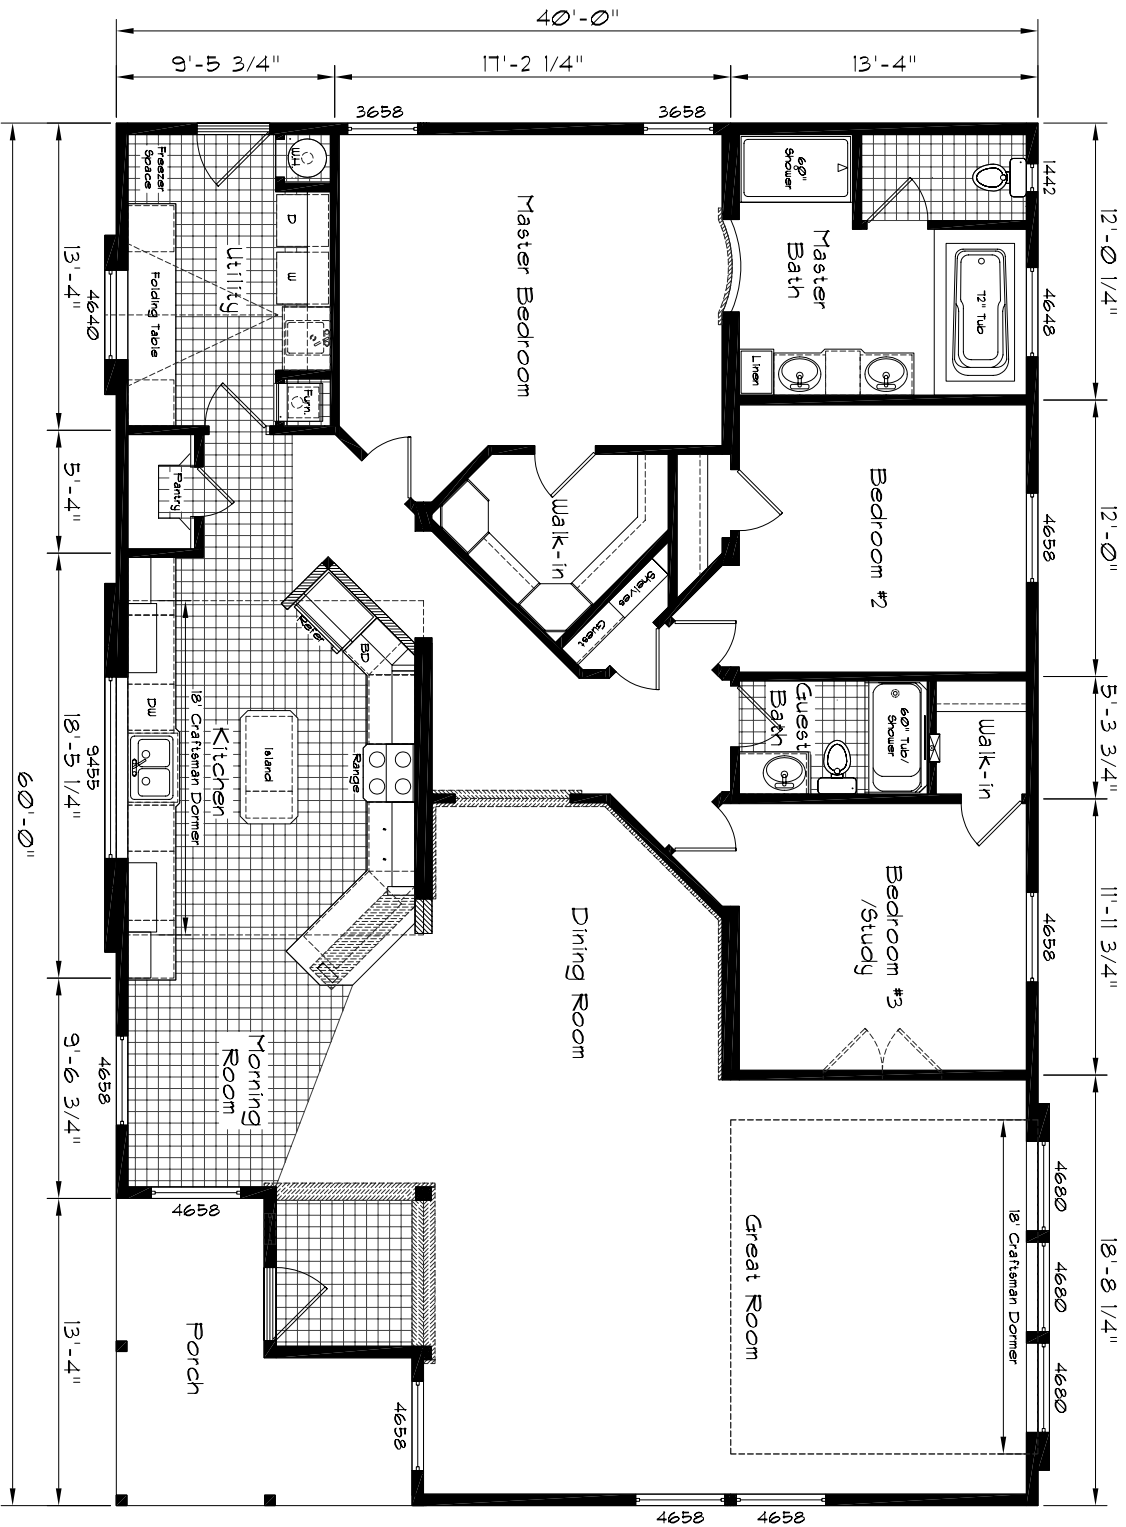 40'-0"
9'-5 3/4"
17'-2 1/4"
13'-4"
3658
3658
Freezer
Space
WH
60"
Shower
1442
12'-0 1/4"
D
Utility
W
Master Bedroom
Master
Bath
13'-4"
4640
Folding Table
72" Tub
4648
Furn.
Linen
5'-4"
Pantry
Walk-in
Bedroom #2
4658
12'-0"
Shelves
Guest
Refer
BD
18'-5 1/4"
9455
DW
18' Craftsman Dormer
Kitchen
Island
Range
Guest
Bath
60" Tub/
Shower
Walk-in
5'-3 3/4"
60'-0"
Dining Room
Bedroom #3
/Study
4658
11'-11 3/4"
9'-6 3/4"
4658
Morning
Room
4658
13'-4"
Porch
4658
Great Room
18' Craftsman Dormer
4680
4680
4680
18'-8 1/4"
4658
4658